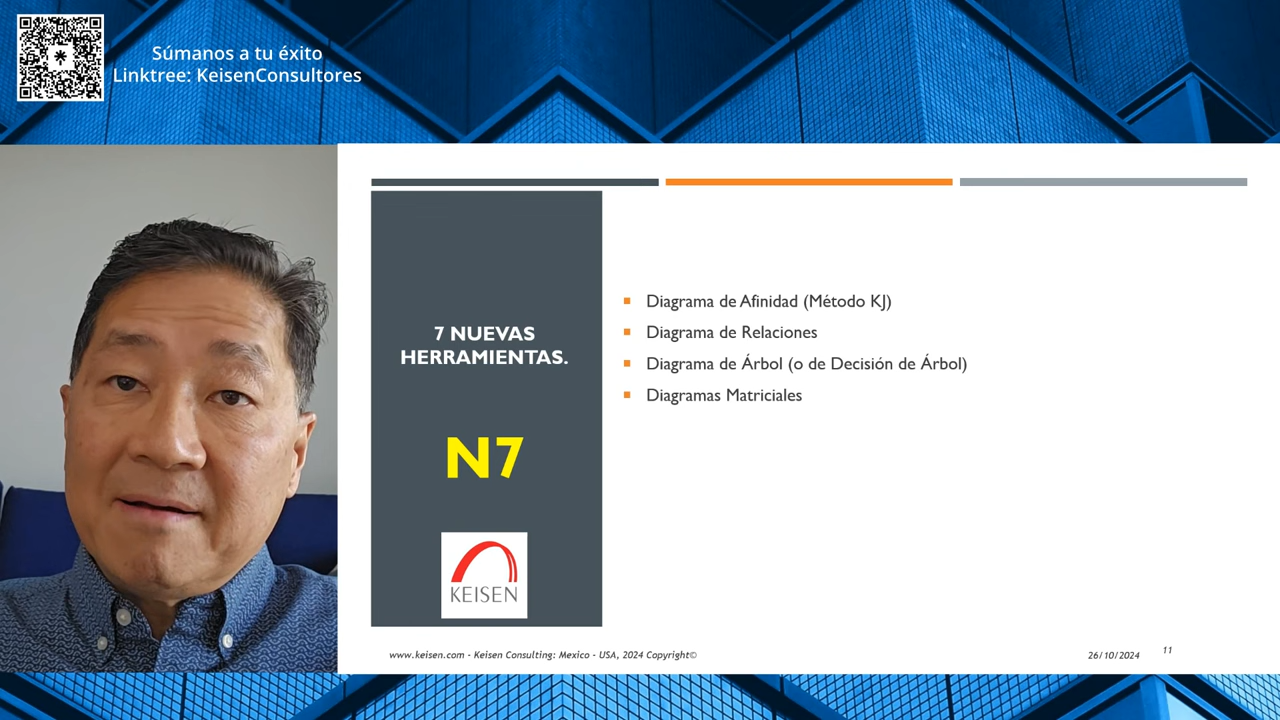 Súmanos a tu éxito
Linktree: KeisenConsultores
7 NUEVAS
HERRAMIENTAS.
N7
KEISEN
Diagrama de Afinidad (Método KJ)
Diagrama de Relaciones
Diagrama de Árbol (o de Decisión de Árbol)
Diagramas Matriciales
www.keisen.com - Keisen Consulting: Mexico - USA, 2024 Copyright©
26/10/2024
11